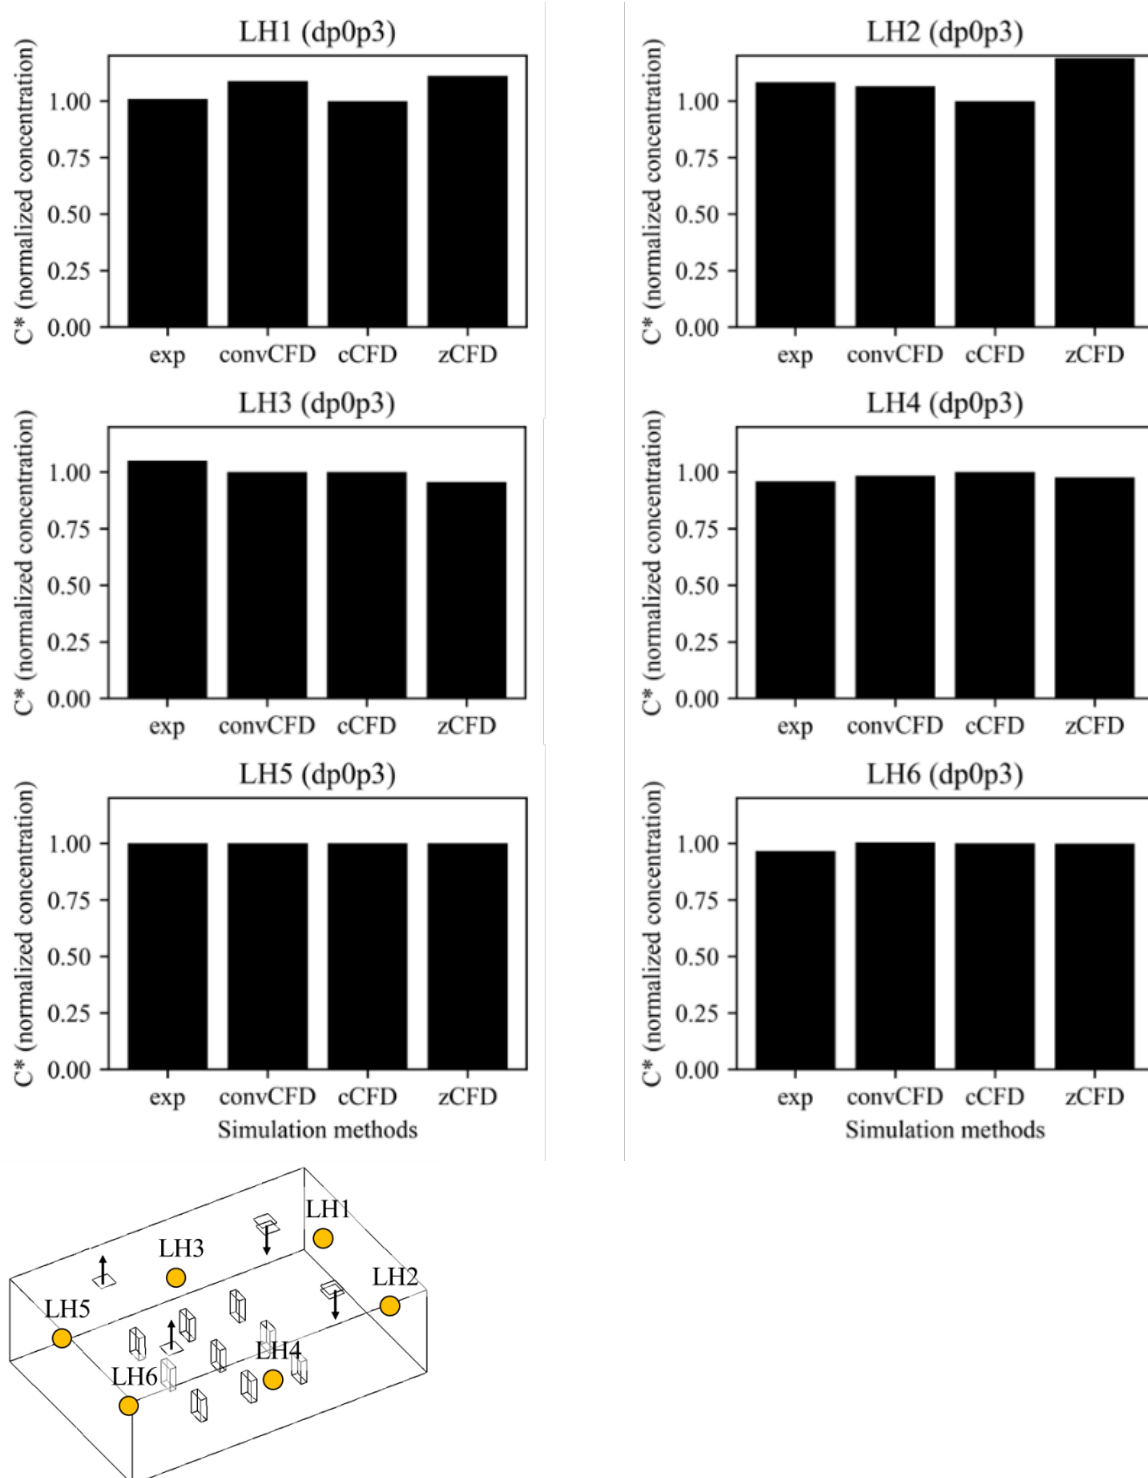 LH1 (dp0p3)
C* (normalized concentration)
1.00
0.75
0.50
0.25
0.00
exp convCFD cCFD zCFD
LH2 (dp0p3)
C* (normalized concentration)
1.00
0.75
0.50
0.25
0.00
exp convCFD cCFD zCFD
LH3 (dp0p3)
C* (normalized concentration)
1.00
0.75
0.50
0.25
0.00
exp convCFD cCFD zCFD
LH4 (dp0p3)
C* (normalized concentration)
1.00
0.75
0.50
0.25
0.00
exp convCFD cCFD zCFD
LH5 (dp0p3)
C* (normalized concentration)
1.00
0.75
0.50
0.25
0.00
exp convCFD cCFD zCFD
Simulation methods
LH6 (dp0p3)
C* (normalized concentration)
1.00
0.75
0.50
0.25
0.00
exp convCFD cCFD zCFD
Simulation methods
LH1
LH3
LH2
LH5
LH4
LH6